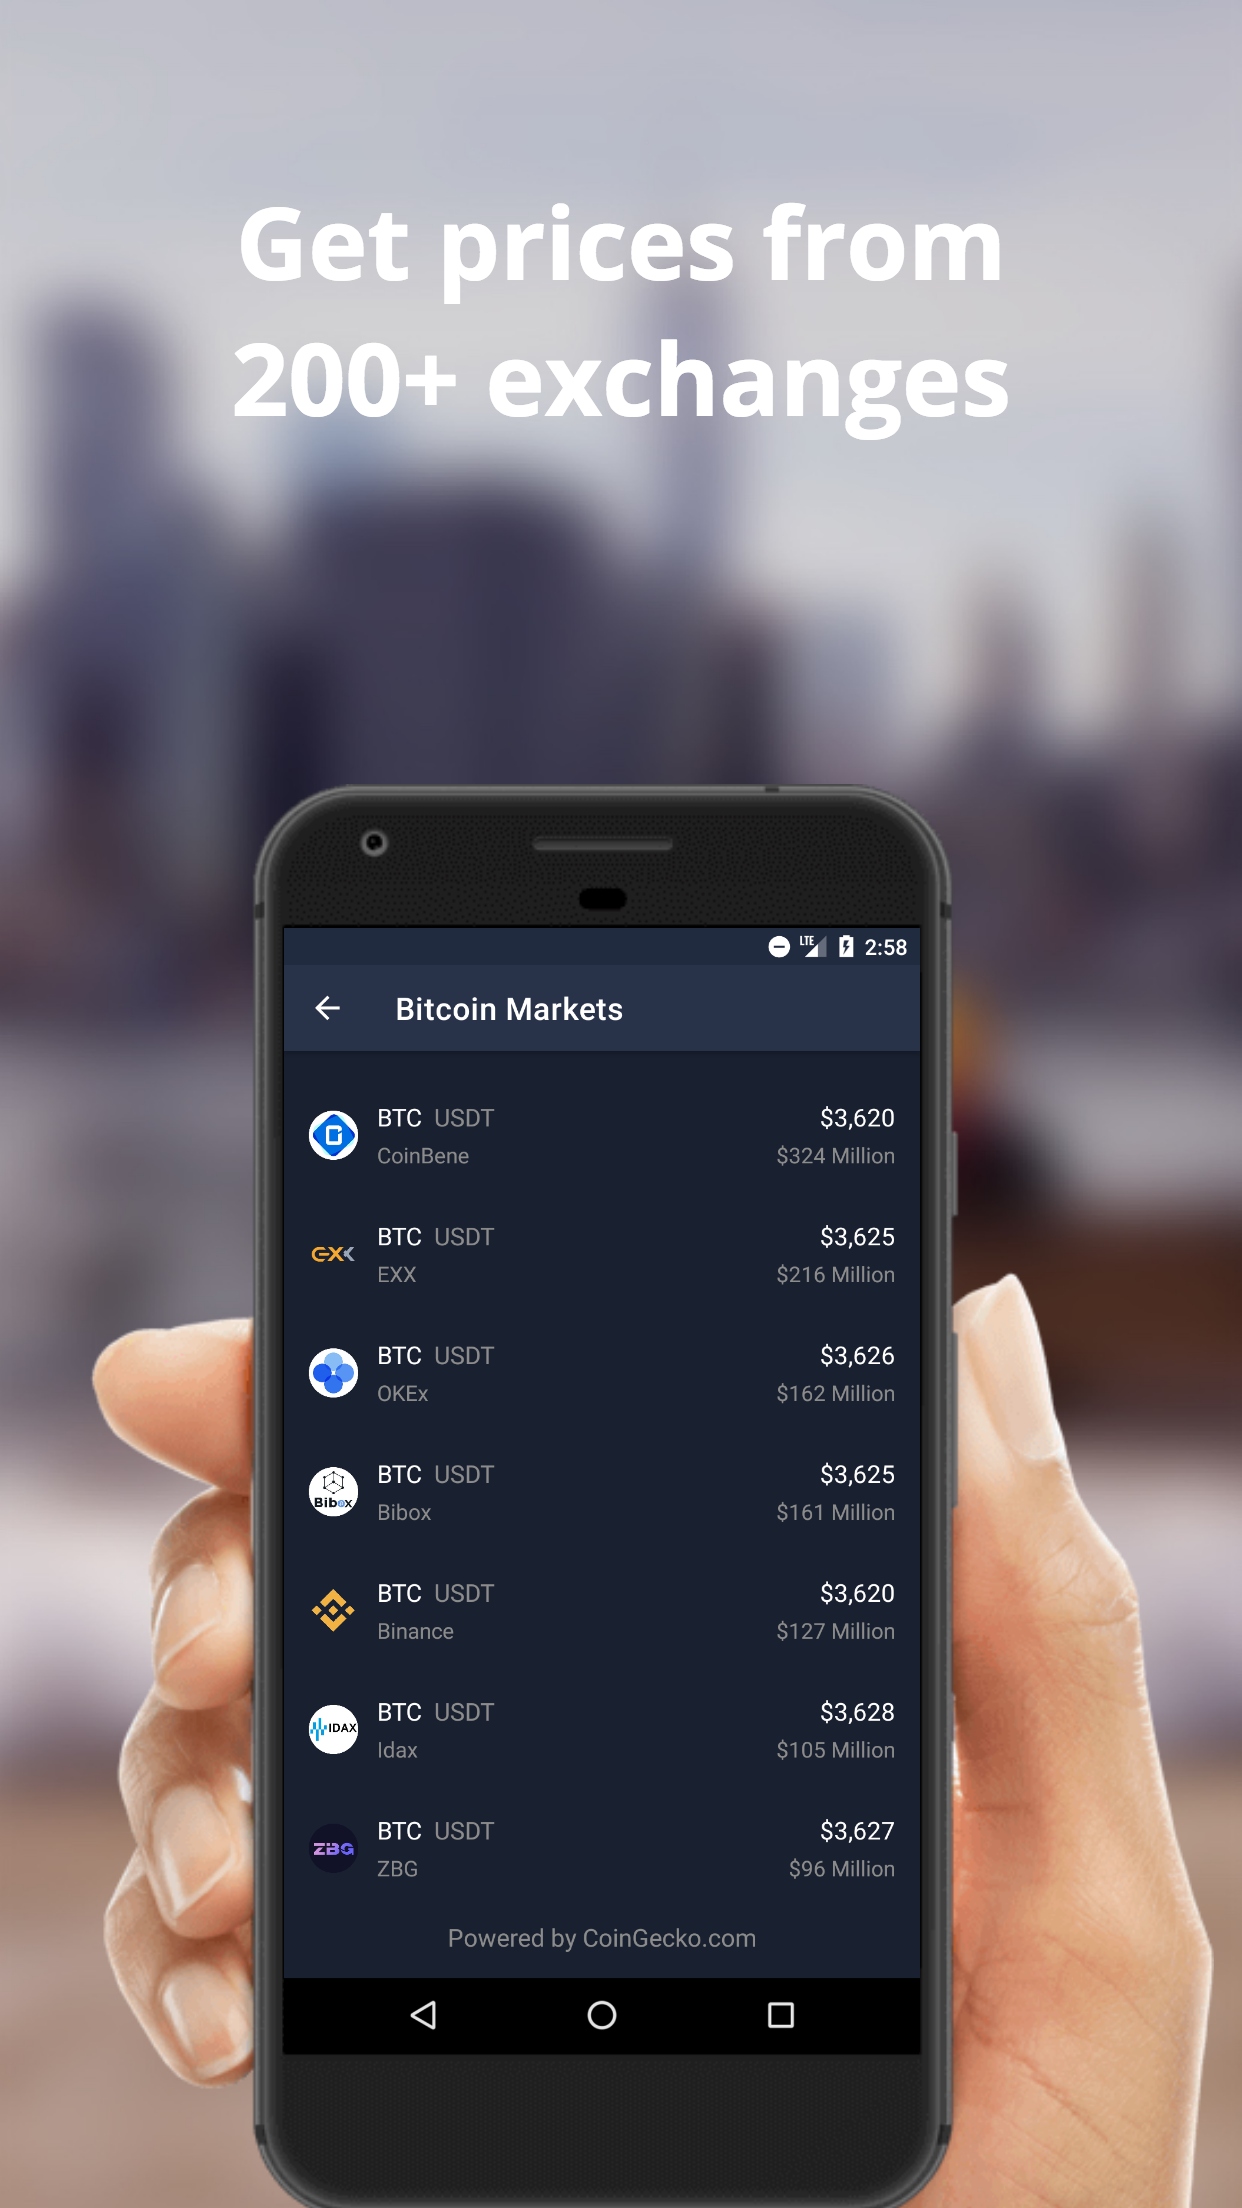 Get prices from
200+ exchanges
LTE 2:58
Bitcoin Markets
BTC USDT $3,620
CoinBene $324 Million
EXX
BTC USDT $3,625
EXX $216 Million
BTC USDT $3,626
OKEx $162 Million
BTC USDT $3,625
Bibox
Bibox $161 Million
BTC USDT $3,620
Binance $127 Million
BTC USDT $3,628
IDAX
Idax $105 Million
BTC USDT $3,627
ZBG
ZBG $96 Million
Powered by CoinGecko.com